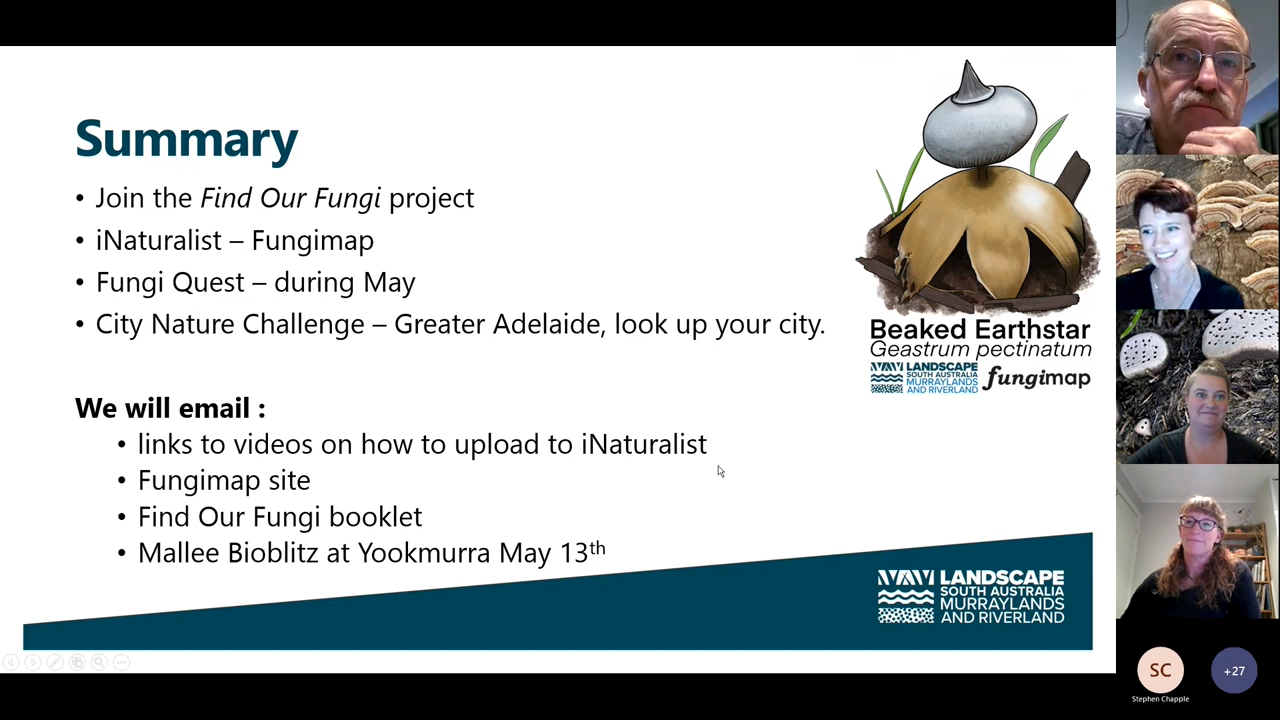 Summary
• Join the Find Our Fungi project
• iNaturalist – Fungimap
• Fungi Quest – during May
• City Nature Challenge – Greater Adelaide, look up your city.
We will email :
• links to videos on how to upload to iNaturalist
• Fungimap site
• Find Our Fungi booklet
• Mallee Bioblitz at Yookmurra May 13th
Beaked Earthstar
Geastrum pectinatum
LANDSCAPE
SOUTH AUSTRALIA
MURRAYLANDS
AND RIVERLAND
fungimap
LANDSCAPE
SOUTH AUSTRALIA
MURRAYLANDS
AND RIVERLAND
SC
Stephen Chapple
+27